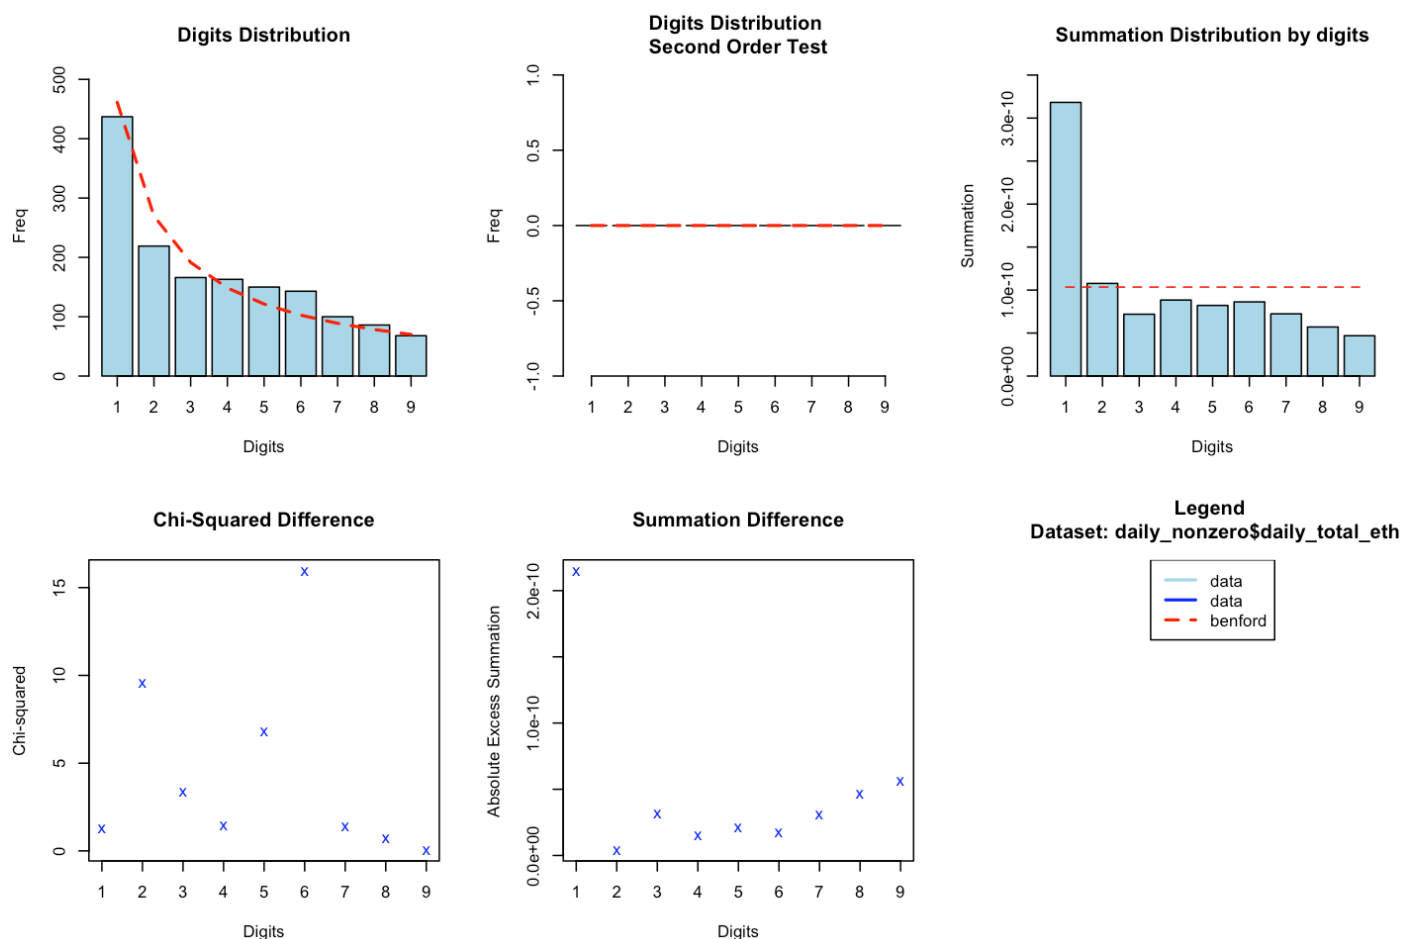 Digits Distribution
Freq
500
400
300
200
100
0
1 2 3 4 5 6 7 8 9
Digits
Digits Distribution
Second Order Test
Freq
1.0
0.5
0.0
-0.5
-1.0
1 2 3 4 5 6 7 8 9
Digits
Summation Distribution by digits
Summation
3.0e-10
2.0e-10
1.0e-10
0.0e+00
1 2 3 4 5 6 7 8 9
Digits
Chi-Squared Difference
Chi-squared
15
10
5
0
1 2 3 4 5 6 7 8 9
Digits
Summation Difference
Absolute Excess Summation
2.0e-10
1.0e-10
0.0e+00
1 2 3 4 5 6 7 8 9
Digits
Legend
Dataset: daily_nonzero$daily_total_eth
data
data
benford